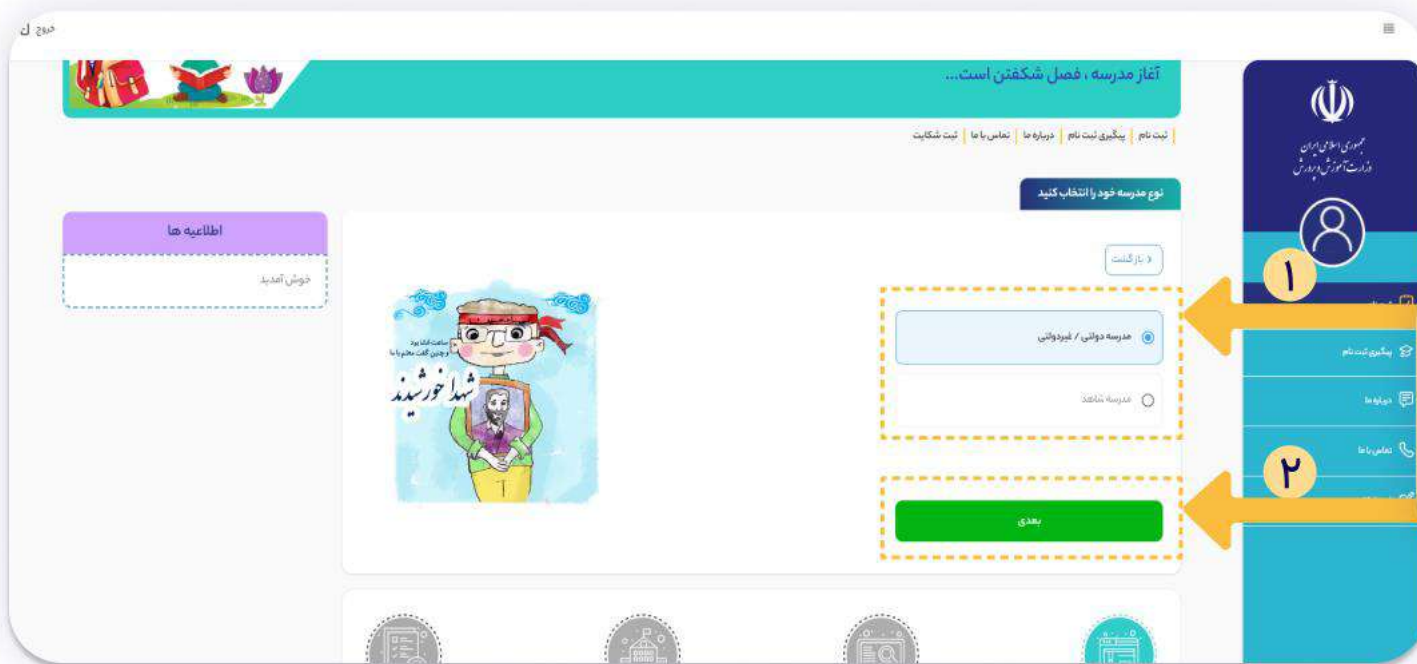 خروج
آغاز مدرسه ، فصل شکفتن است...
جمهوری اسلامی ایران
وزارت آموزش و پرورش
ثبت نام | پیگیری ثبت نام | درباره ما | تماس با ما | ثبت شکایت
نوع مدرسه خود را انتخاب کنید
اطلاعیه ها
خوش آمدید
بازگشت
۱
مدرسه دولتی / غیردولتی
پیگیری ثبت نام
مدرسه شاهد
درباره ما
شهدا خورشیدند
تماس با ما
۲
بعدی